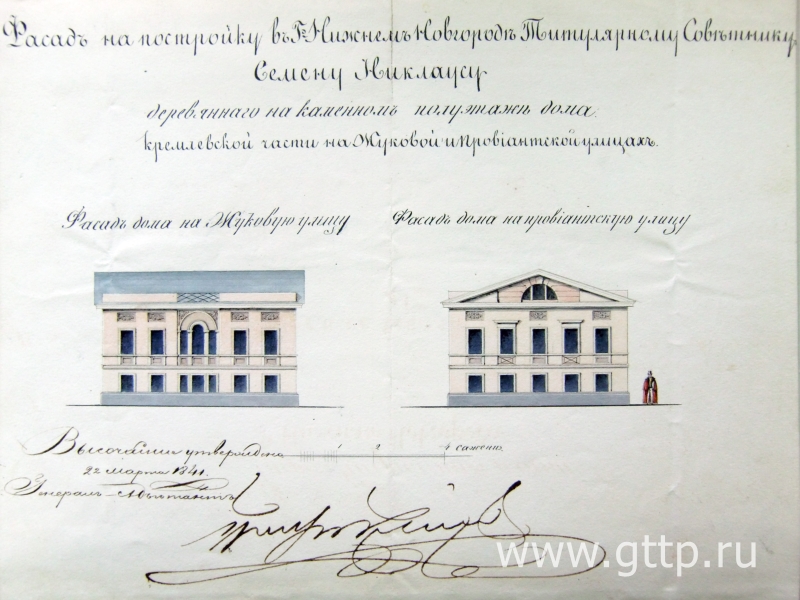 Фасадъ на постройку въ Г. Нижнемъ Новгородѣ Титулярному Совѣтнику
Семену Никлаусу
деревяннаго на каменномъ полуэтажѣ дома.
Кремлевской части на Жуковой и провіантской улицахъ.
Фасадъ дома на Жуковую улицу
Фасадъ дома на провіантскую улицу
1 2 4 сажени.
Высочайше утверждено
22 марта 1841.
Генералъ-Адъютантъ
www.gttp.ru